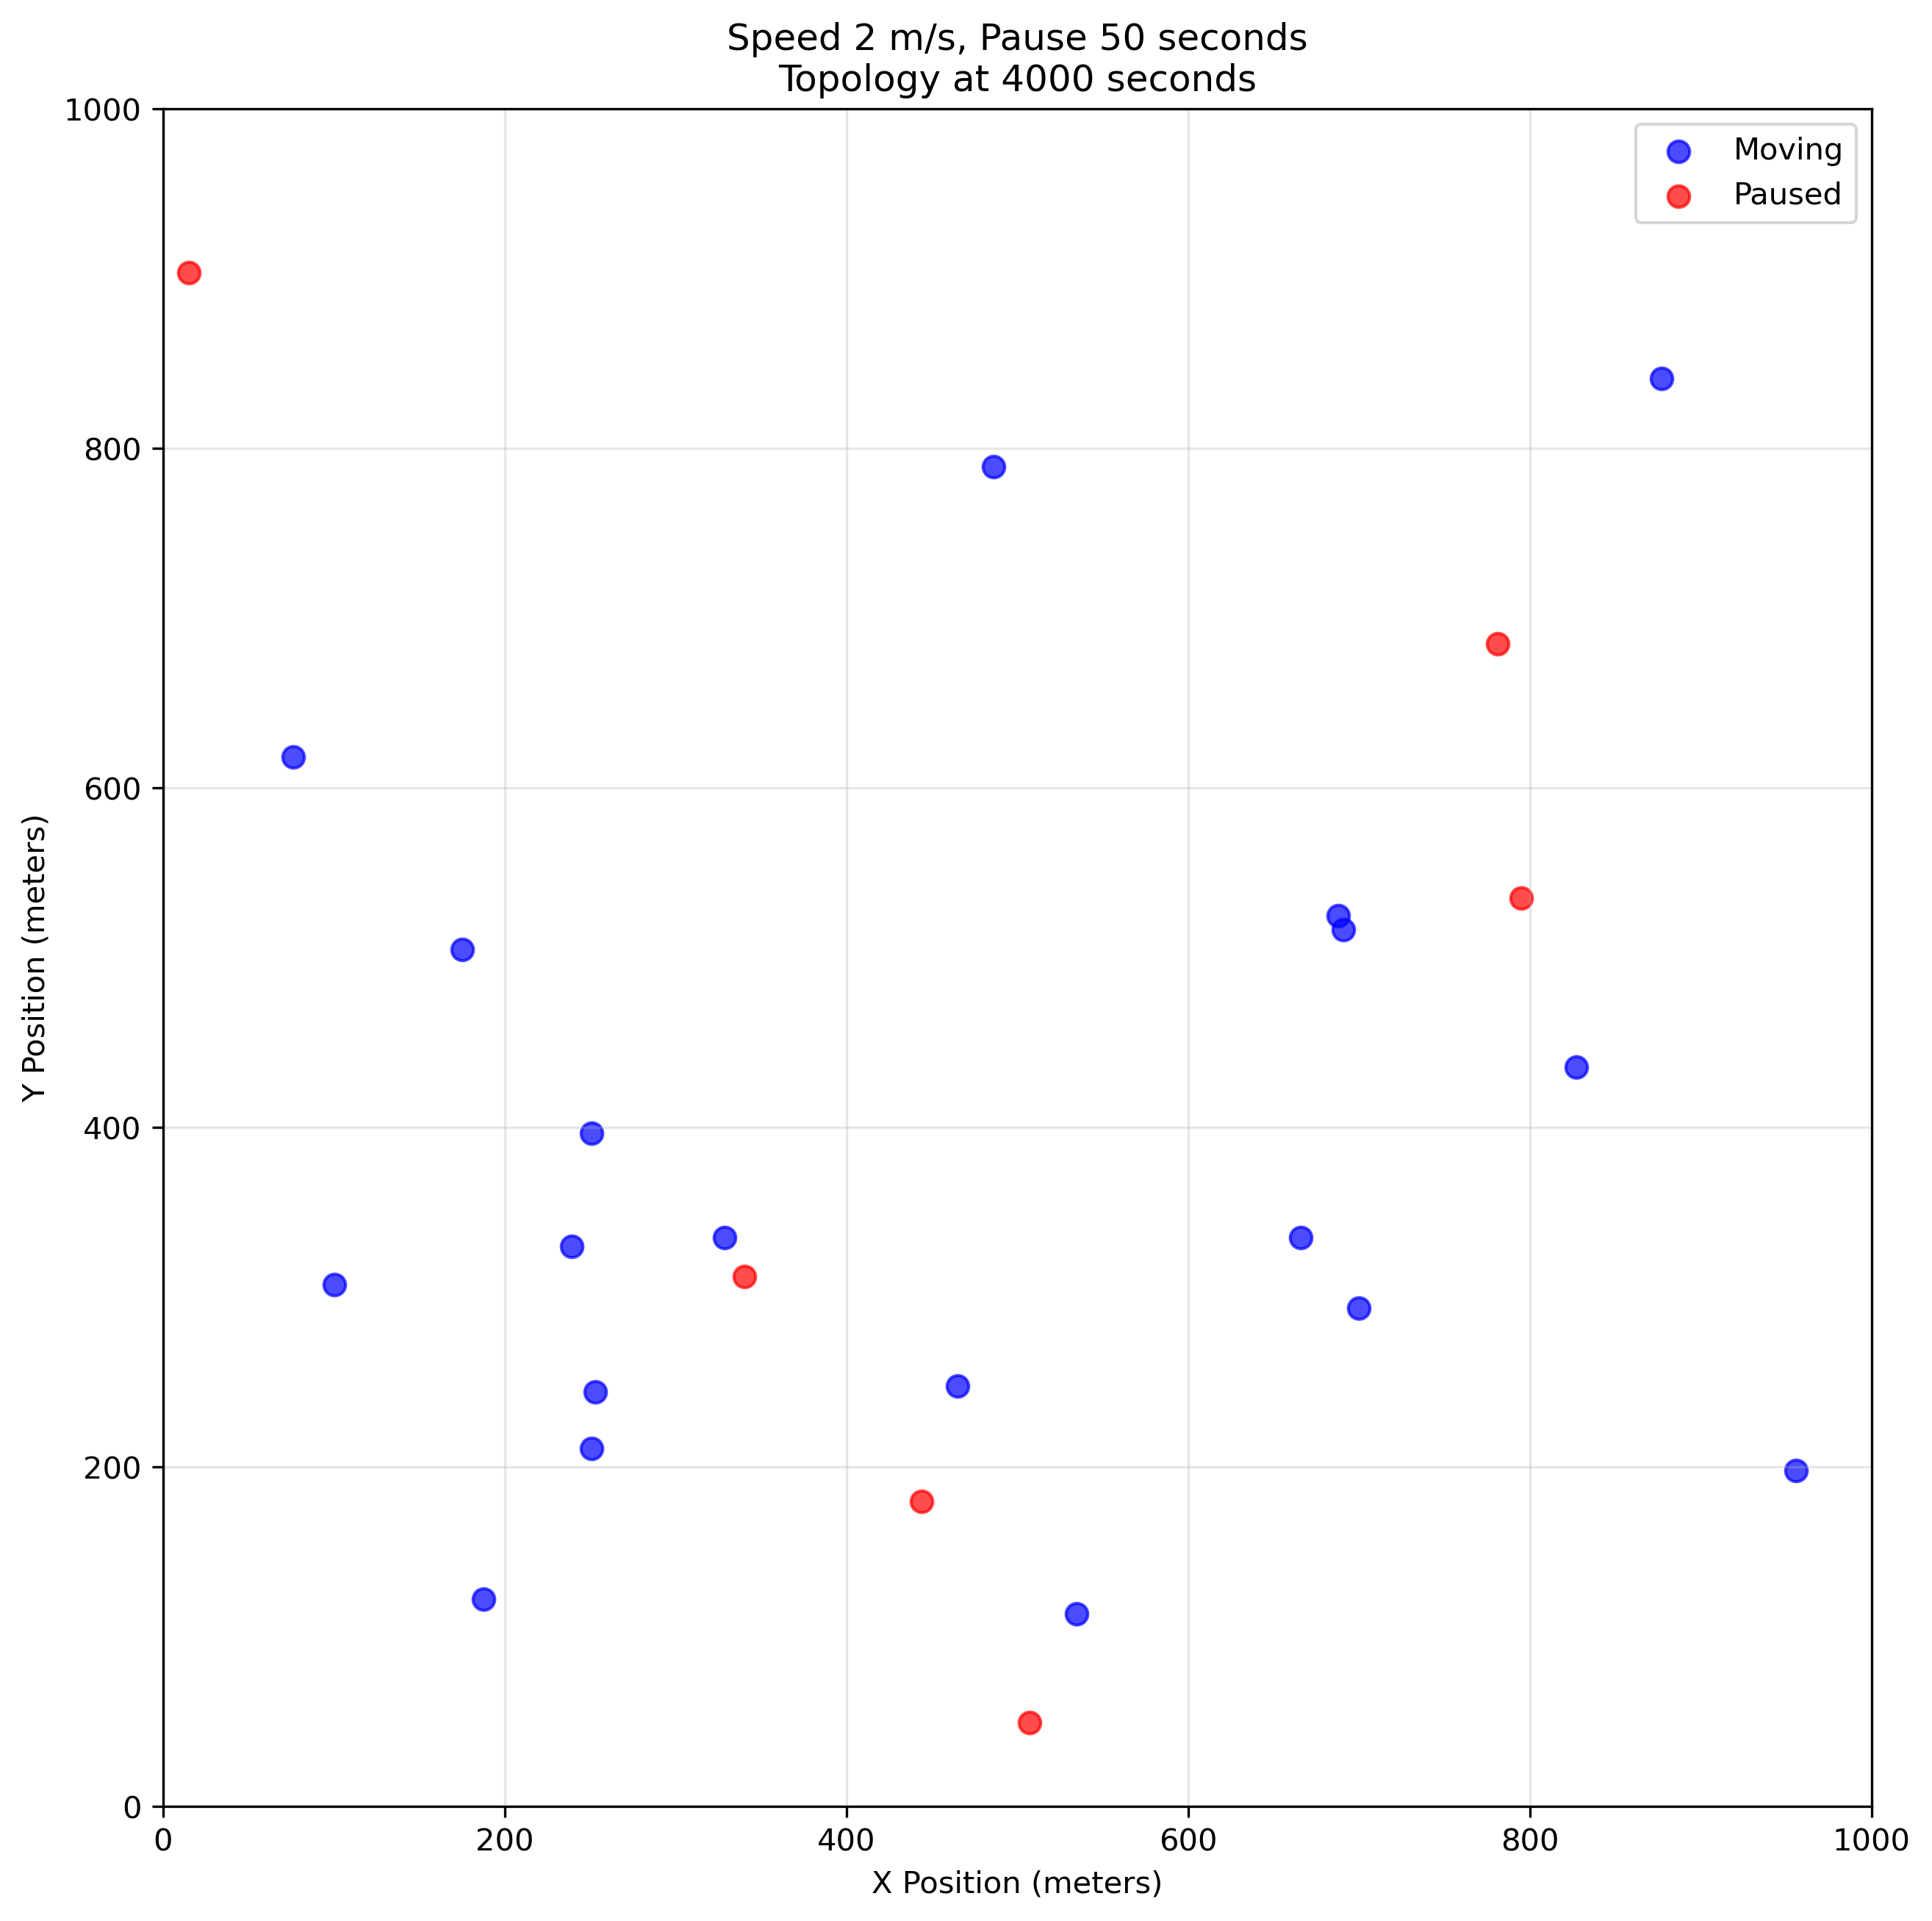 Speed 2 m/s, Pause 50 seconds
Topology at 4000 seconds
Moving
Paused
Y Position (meters)
1000
800
600
400
200
0
0 200 400 600 800 1000
X Position (meters)